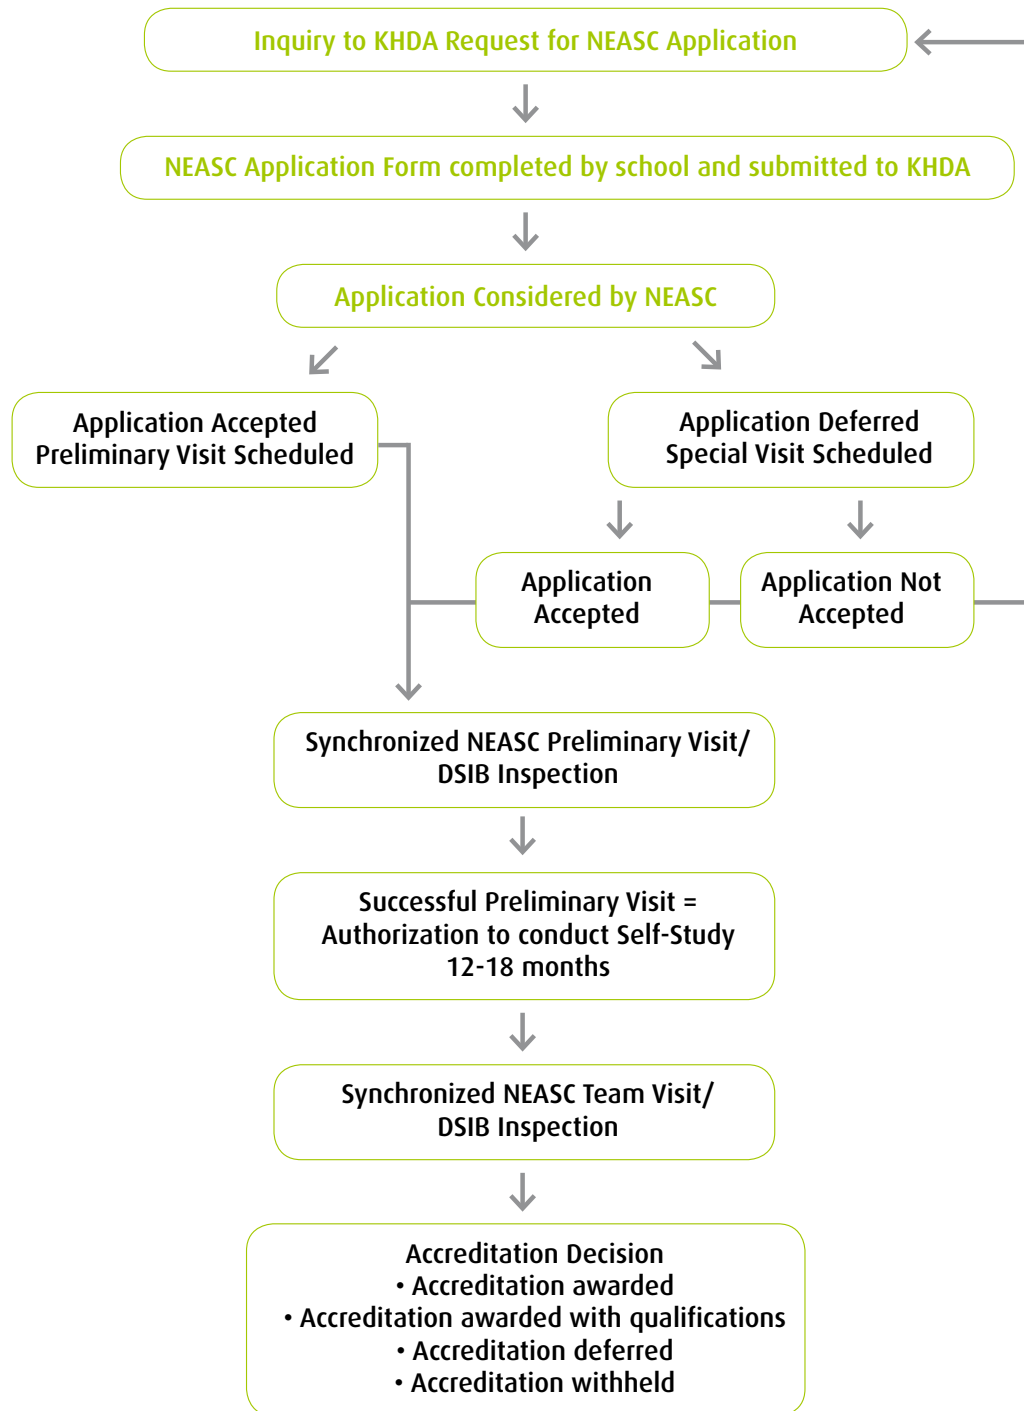 Inquiry to KHDA Request for NEASC Application
NEASC Application Form completed by school and submitted to KHDA
Application Considered by NEASC
Application Accepted
Preliminary Visit Scheduled
Application Deferred
Special Visit Scheduled
Application
Accepted
Application Not
Accepted
Synchronized NEASC Preliminary Visit/
DSIB Inspection
Successful Preliminary Visit =
Authorization to conduct Self-Study
12-18 months
Synchronized NEASC Team Visit/
DSIB Inspection
Accreditation Decision
• Accreditation awarded
• Accreditation awarded with qualifications
• Accreditation deferred
• Accreditation withheld